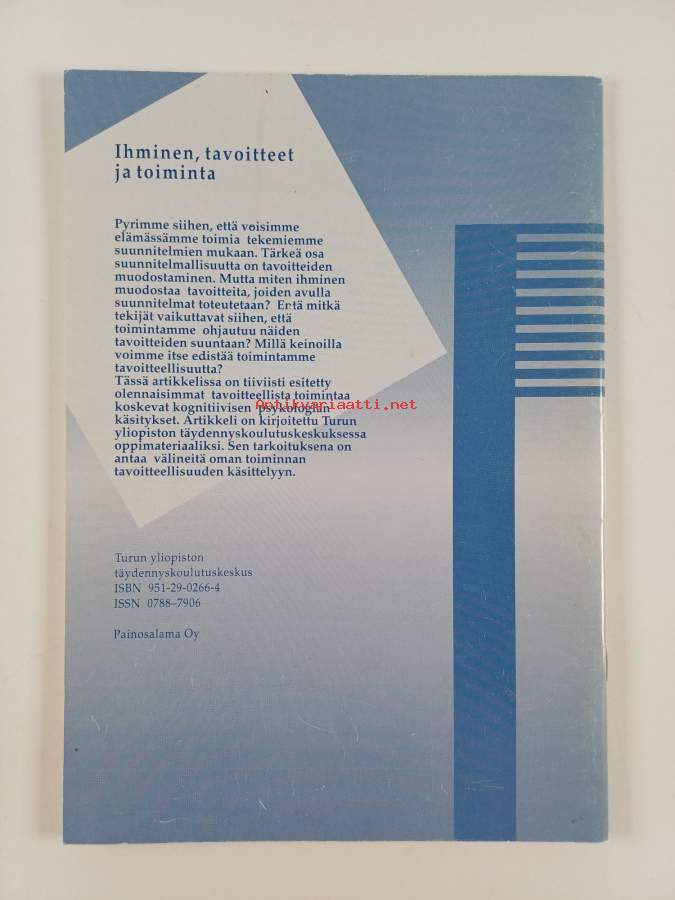 Ihminen, tavoitteet
ja toiminta
Pyrimme siihen, että voisimme
elämässämme toimia tekemiemme
suunnitelmien mukaan. Tärkeä osa
suunnitelmallisuutta on tavoitteiden
muodostaminen. Mutta miten ihminen
muodostaa tavoitteita, joiden avulla
suunnitelmat toteutetaan? Entä mitkä
tekijät vaikuttavat siihen, että
toimintamme ohjautuu näiden
tavoitteiden suuntaan? Millä keinoilla
voimme itse edistää toimintamme
tavoitteellisuutta?
Tässä artikkelissa on tiiviisti esitetty
olennaisimmat tavoitteellista toimintaa
koskevat kognitiivisen psykologian
Antikvariaatti.net
käsitykset. Artikkeli on kirjoitettu Turun
yliopiston täydennyskoulutuskeskuksessa
oppimateriaaliksi. Sen tarkoituksena on
antaa välineitä oman toiminnan
tavoitteellisuuden käsittelyyn.
Turun yliopiston
täydennyskoulutuskeskus
ISBN 951-29-0266-4
ISSN 0788-7906
Painosalama Oy